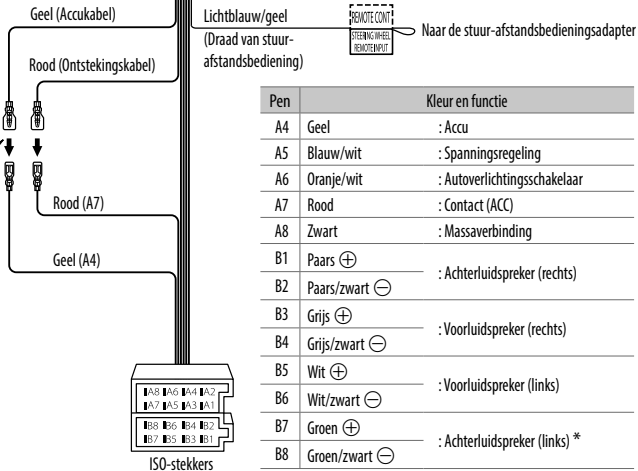 Geel (Accukabel)
Rood (Ontstekingskabel)
Rood (A7)
Geel (A4)
Lichtblauw/geel
(Draad van stuur-
afstandsbediening)
REMOTE CONT
STEERING WHEEL
REMOTE INPUT
Naar de stuur-afstandsbedieningsadapter
Pen Kleur en functie
A4 Geel : Accu
A5 Blauw/wit : Spanningsregeling
A6 Oranje/wit : Autoverlichtingsschakelaar
A7 Rood : Contact (ACC)
A8 Zwart : Massaverbinding
B1 Paars ⊕ : Achterluidspreker (rechts)
B2 Paars/zwart ⊖
B3 Grijs ⊕ : Voorluidspreker (rechts)
B4 Grijs/zwart ⊖
B5 Wit ⊕ : Voorluidspreker (links)
B6 Wit/zwart ⊖
B7 Groen ⊕ : Achterluidspreker (links) *
B8 Groen/zwart ⊖
A8 A6 A4 A2
A7 A5 A3 A1
B8 B6 B4 B2
B7 B5 B3 B1
ISO-stekkers